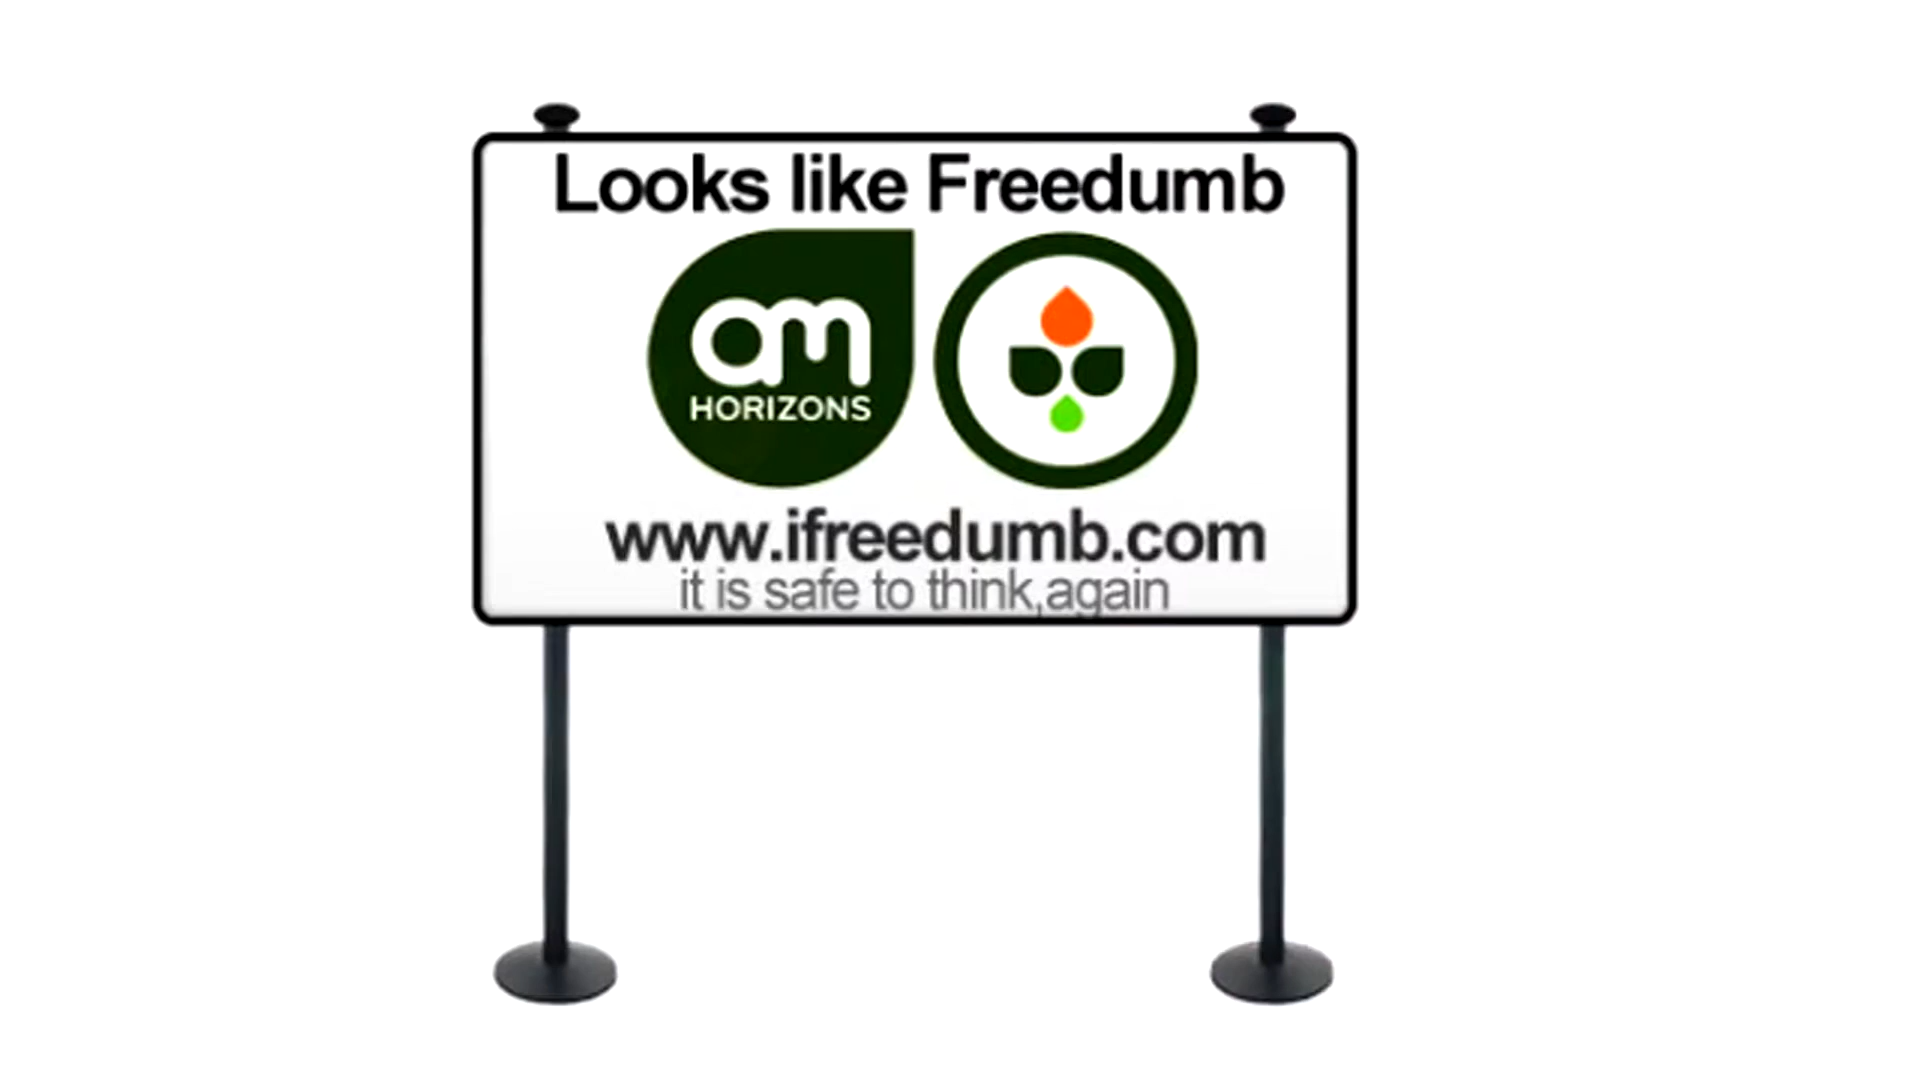 Looks like Freedumb
am
HORIZONS
www.ifreedumb.com
it is safe to think,again